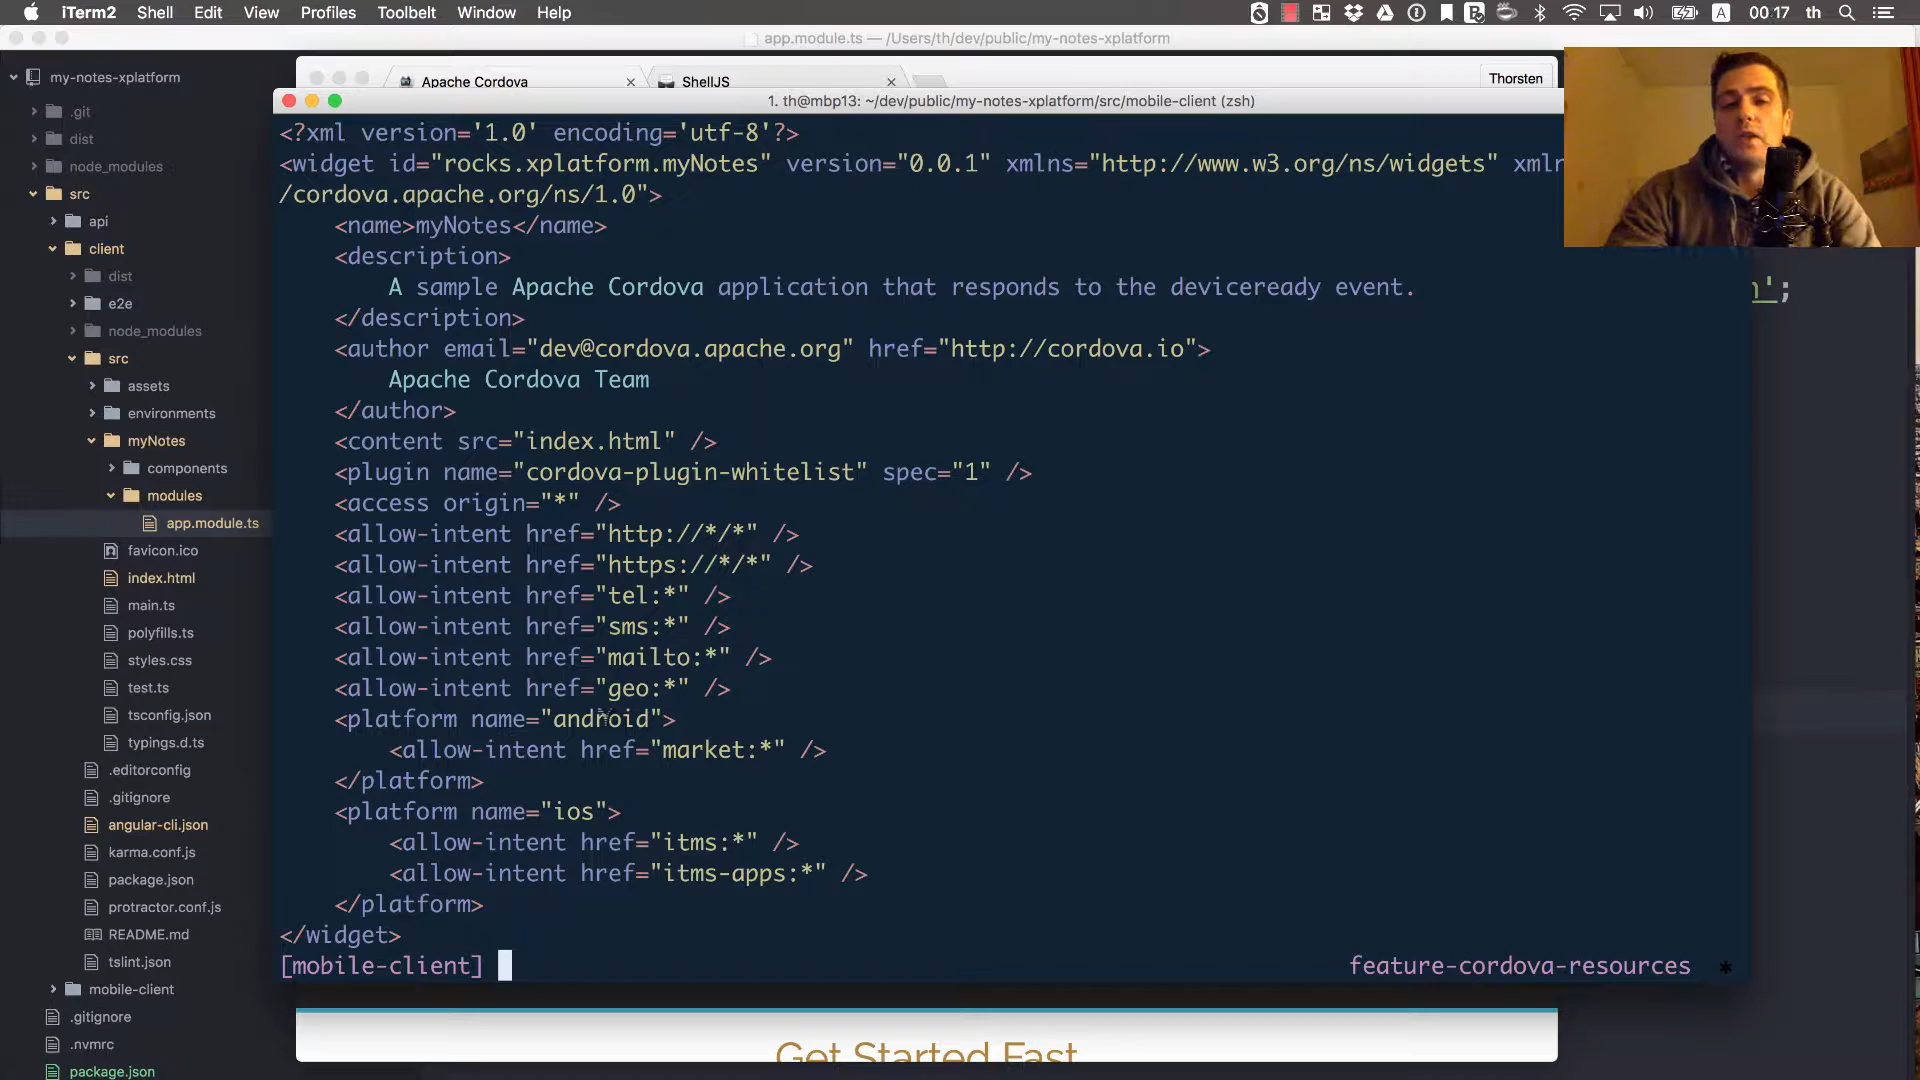 iTerm2 Shell Edit View Profiles Toolbelt Window Help 00:17 th
app.module.ts — /Users/th/dev/public/my-notes-xplatform
my-notes-xplatform
Apache Cordova
ShellJS
Thorsten
1. th@mbp13: ~/dev/public/my-notes-xplatform/src/mobile-client (zsh)
.git
dist
node_modules
src
api
client
dist
e2e
node_modules
src
assets
environments
myNotes
components
modules
app.module.ts
favicon.ico
index.html
main.ts
polyfills.ts
styles.css
test.ts
tsconfig.json
typings.d.ts
.editorconfig
.gitignore
angular-cli.json
karma.conf.js
package.json
protractor.conf.js
README.md
tslint.json
mobile-client
.gitignore
.nvmrc
package.json
<?xml version='1.0' encoding='utf-8'?>
<widget id="rocks.xplatform.myNotes" version="0.0.1" xmlns="http://www.w3.org/ns/widgets" xmln
/cordova.apache.org/ns/1.0">
<name>myNotes</name>
<description>
A sample Apache Cordova application that responds to the deviceready event.
</description>
<author email="dev@cordova.apache.org" href="http://cordova.io">
Apache Cordova Team
</author>
<content src="index.html" />
<plugin name="cordova-plugin-whitelist" spec="1" />
<access origin="*" />
<allow-intent href="http://*/*" />
<allow-intent href="https://*/*" />
<allow-intent href="tel:*" />
<allow-intent href="sms:*" />
<allow-intent href="mailto:*" />
<allow-intent href="geo:*" />
<platform name="android">
<allow-intent href="market:*" />
</platform>
<platform name="ios">
<allow-intent href="itms:*" />
<allow-intent href="itms-apps:*" />
</platform>
</widget>
[mobile-client] feature-cordova-resources *
n';
Get Started Fast